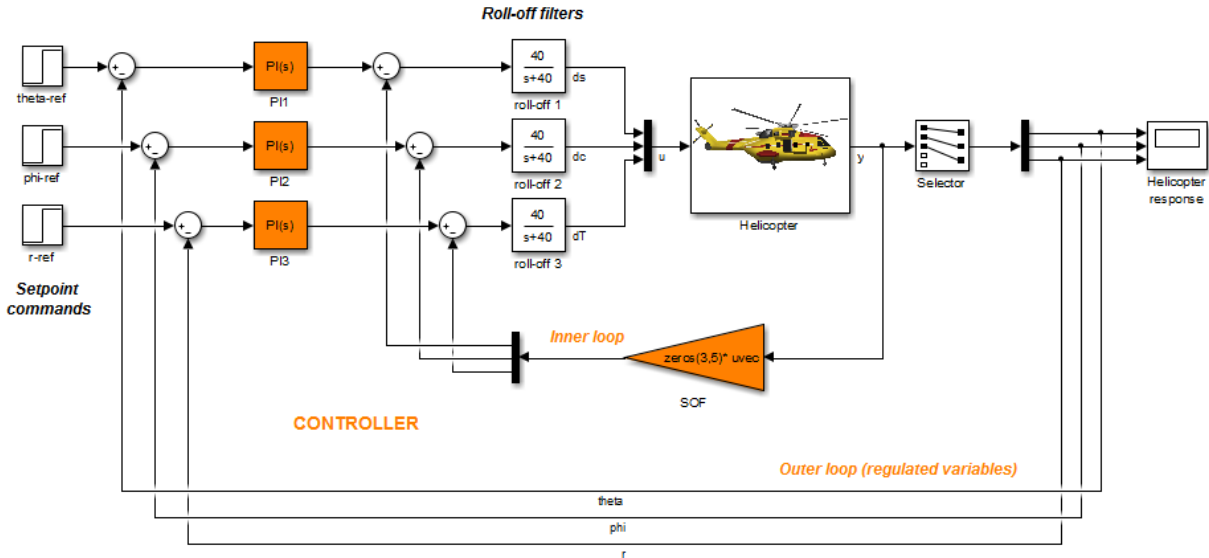 Roll-off filters
theta-ref
+
−
PI(s)
PI1
+
−
40
s+40
roll-off 1
ds
phi-ref
+
−
PI(s)
PI2
+
−
40
s+40
roll-off 2
dc
u
Helicopter
y
Selector
Helicopter
response
r-ref
+
−
PI(s)
PI3
+
−
40
s+40
roll-off 3
dT
Setpoint
commands
Inner loop
zeros(3,5)* uvec
SOF
CONTROLLER
Outer loop (regulated variables)
theta
phi
r